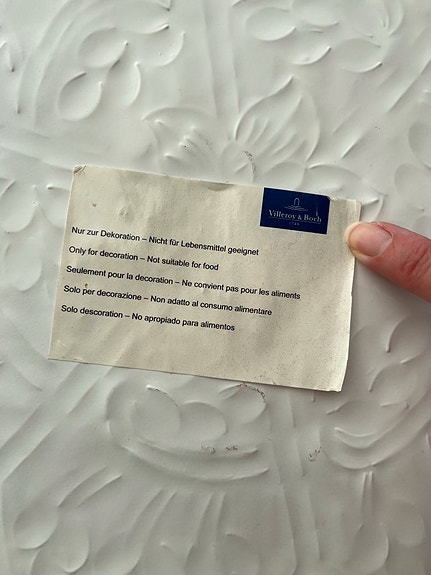 Villeroy & Boch
1748
Nur zur Dekoration – Nicht für Lebensmittel geeignet
Only for decoration – Not suitable for food
Seulement pour la decoration – Ne convient pas pour les aliments
Solo per decorazione – Non adatto al consumo alimentare
Solo descoration – No apropiado para alimentos